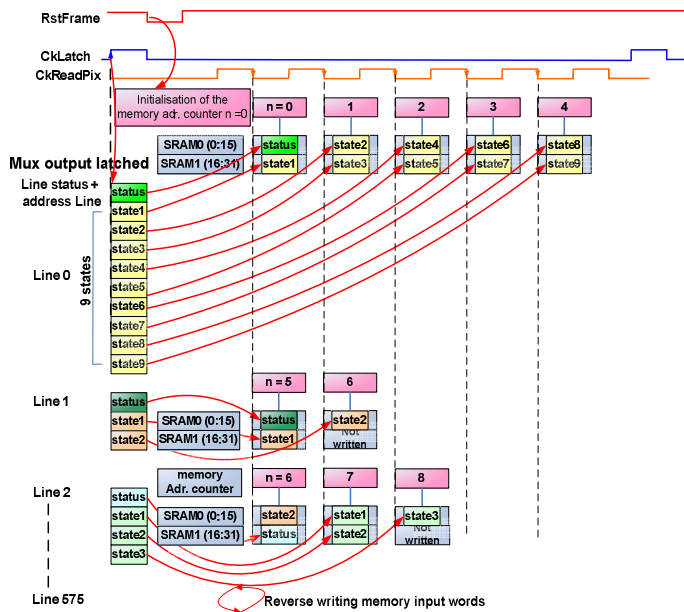 RstFrame
CkLatch
CkReadPix
Initialisation of the
memory adr. counter n =0
n = 0
1
2
3
4
SRAM0 (0:15)
status
state2
state4
state6
state8
SRAM1 (16:31)
state1
state3
state5
state7
state9
Mux output latched
Line status +
address Line
status
state1
state2
state3
state4
state5
state6
state7
state8
state9
Line 0
9 states
n = 5
6
Line 1
status
state1
state2
SRAM0 (0:15)
status
state2
SRAM1 (16:31)
state1
Not
written
memory
Adr. counter
n = 6
7
8
Line 2
status
state1
state2
state3
SRAM0 (0;15)
state2
state1
state3
SRAM1 (16:31)
status
state2
Not
written
Line 575
Reverse writing memory input words